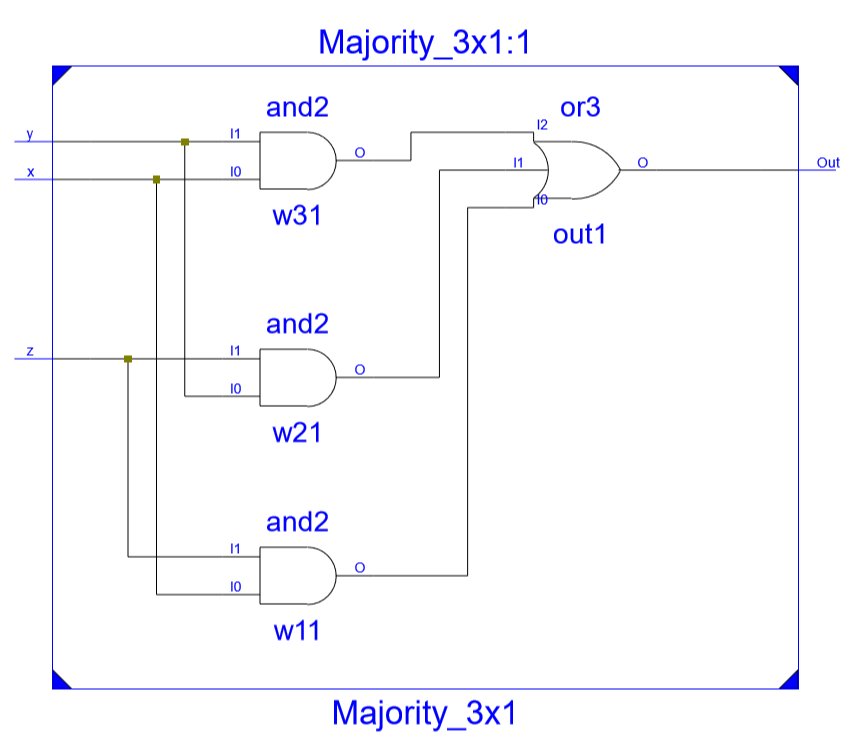 Majority_3x1:1
and2
or3
y
I1
I2
O
I1
O
Out
x
I0
I0
w31
out1
and2
z
I1
O
I0
w21
and2
I1
O
I0
w11
Majority_3x1